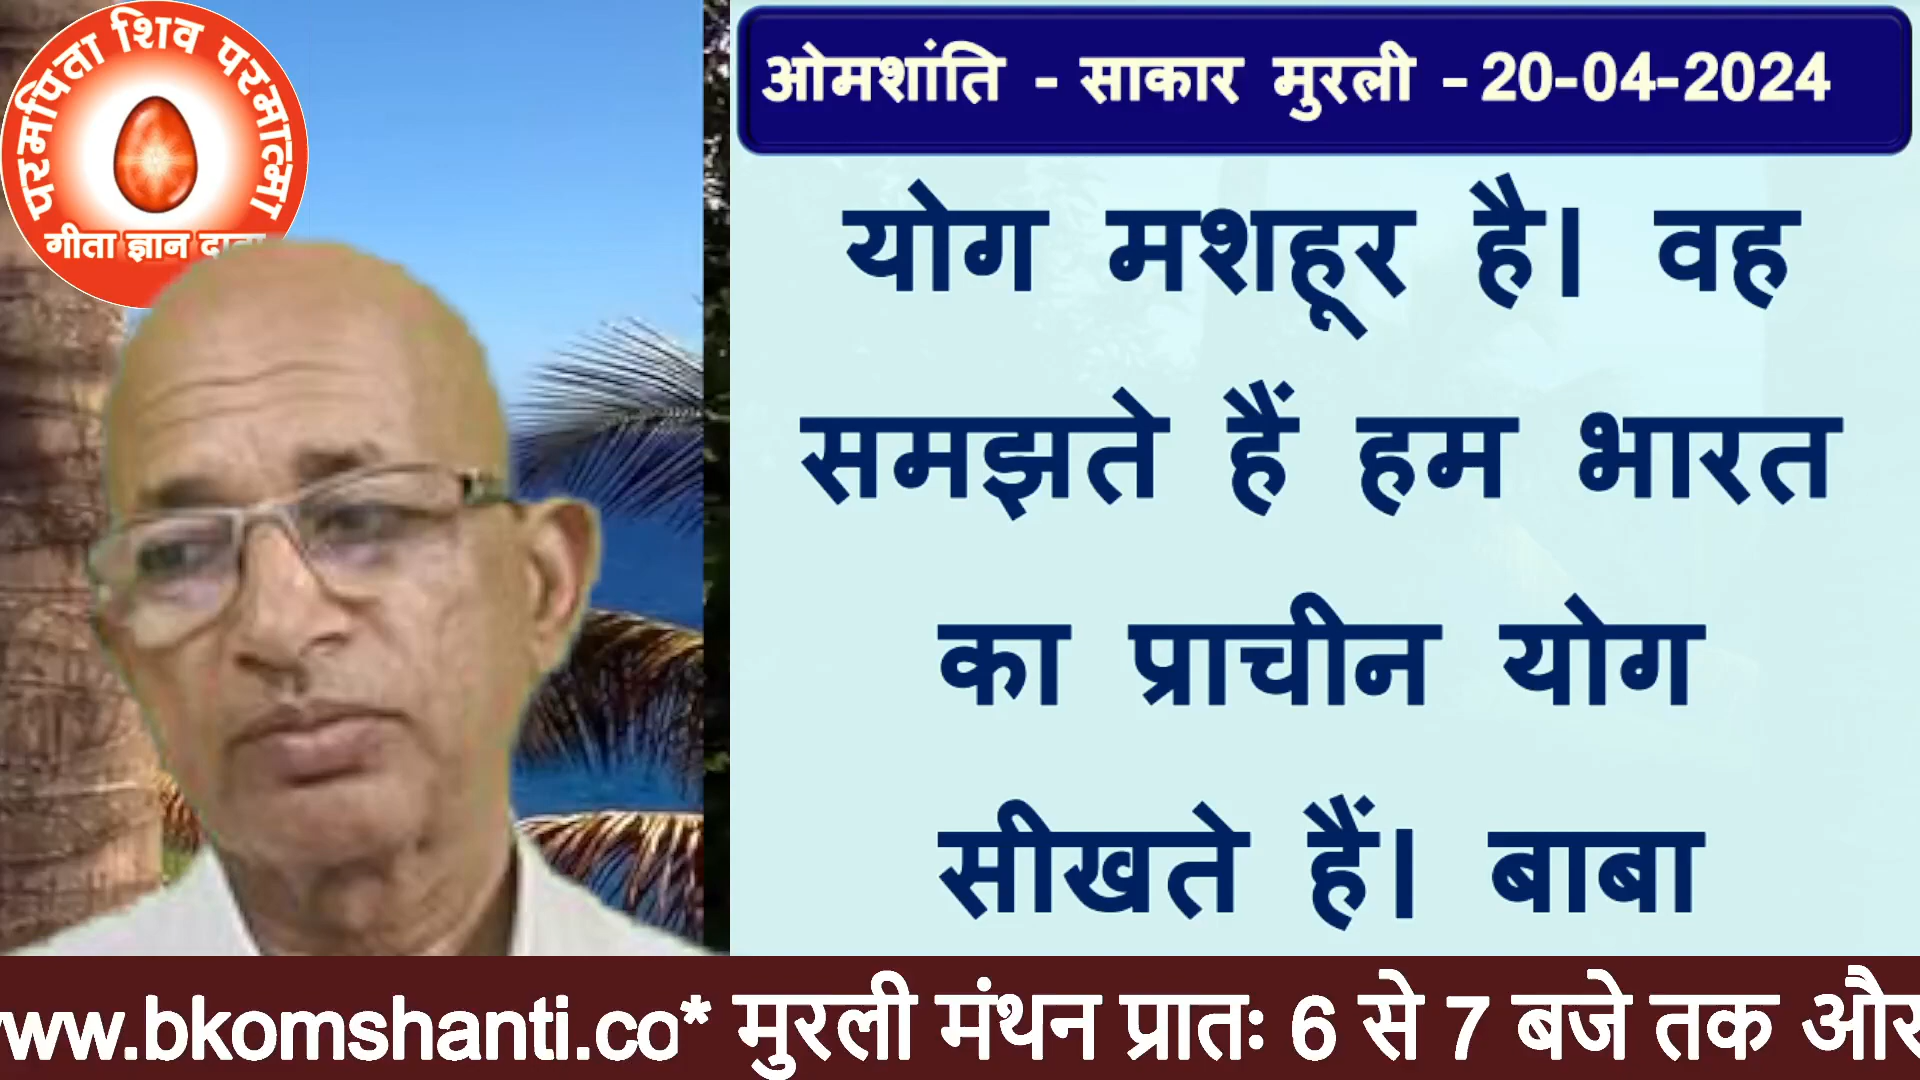 परमपिता शिव परमात्मा
गीता ज्ञान दाता
ओमशांति - साकार मुरली - 20-04-2024
योग मशहूर है। वह
समझते हैं हम भारत
का प्राचीन योग
सीखते हैं। बाबा
www.bkomshanti.co* मुरली मंथन प्रातः 6 से 7 बजे तक और